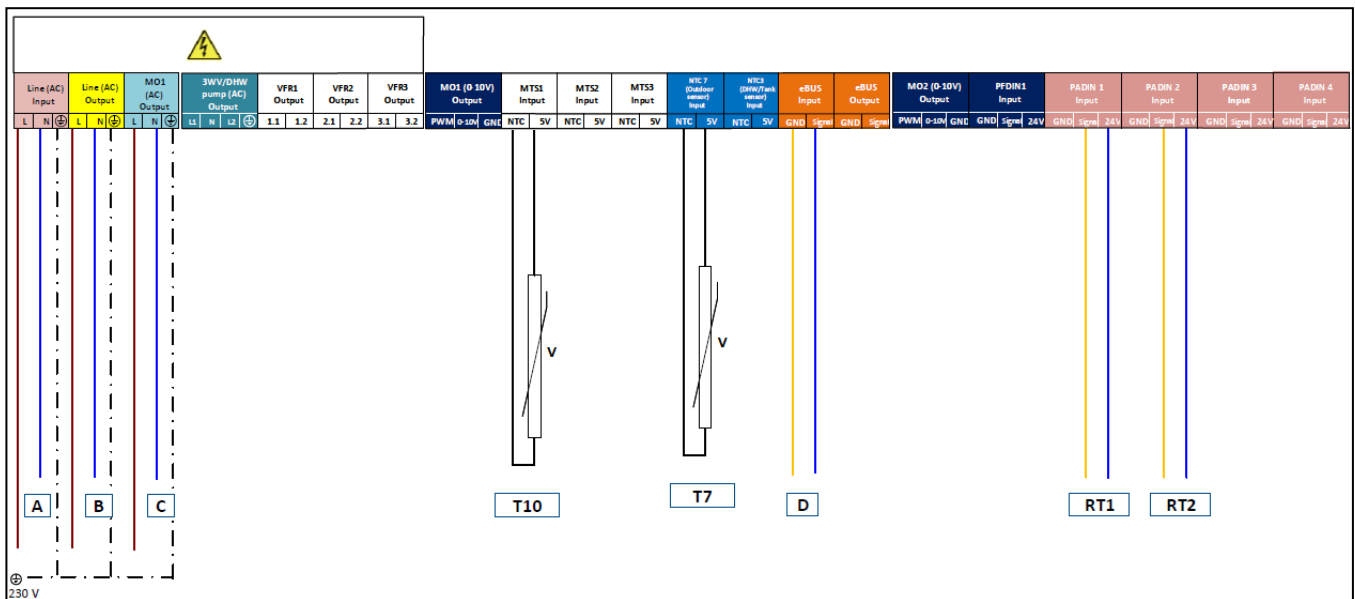 Line (AC) Input
Line (AC) Output
MO1 (AC) Output
3WV/DHW pump (AC) Output
VFR1 Output
VFR2 Output
VFR3 Output
MO1 (0-10V) Output
MTS1 Intput
MTS2 Intput
MTS3 Input
NTC 7 (Outdoor sensor) Input
NTC3 (DHW/Tank sensor) Input
eBUS Input
eBUS Output
MO2 (0-10V) Output
PFDIN1 Input
PADIN 1 Input
PADIN 2 Input
PADIN 3 Input
PADIN 4 Input
L N
L N
L N
L1 N L2
1.1 1.2
2.1 2.2
3.1 3.2
PWM 0-10V GND
NTC 5V
NTC 5V
NTC 5V
NTC 5V
NTC 5V
GND Signal
GND Signal
PWM 0-10V GND
GND Signal 24V
GND Signal 24V
GND Signal 24V
GND Signal 24V
GND Signal 24V
V
V
A
B
C
T10
T7
D
RT1
RT2
230 V